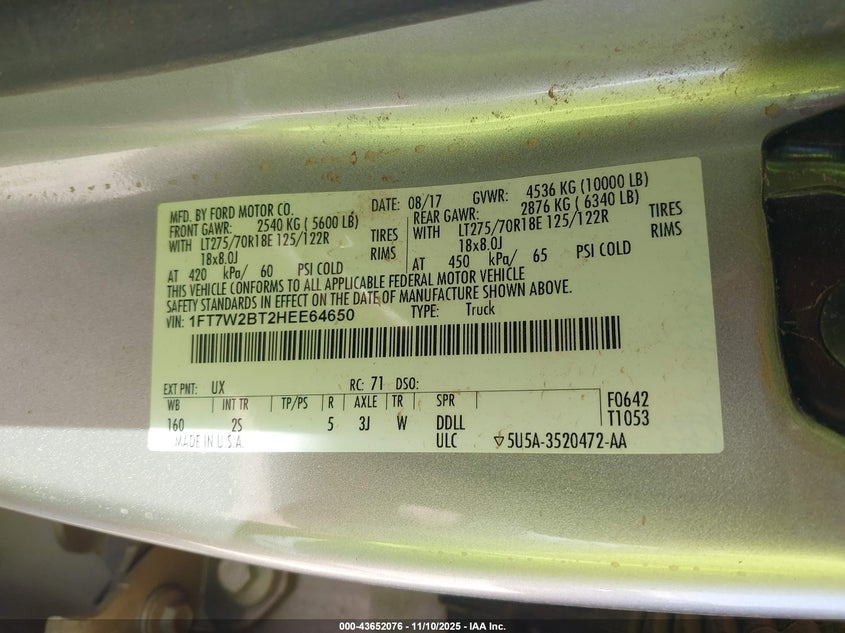 MFD. BY FORD MOTOR CO. DATE: 08/17 GVWR: 4536 KG (10000 LB)
FRONT GAWR: 2540 KG ( 5600 LB) REAR GAWR: 2876 KG ( 6340 LB)
WITH LT275/70R18E 125/122R TIRES WITH LT275/70R18E 125/122R TIRES
18x8.0J RIMS 18x8.0J RIMS
AT 420 kPa/ 60 PSI COLD AT 450 kPa/ 65 PSI COLD
THIS VEHICLE CONFORMS TO ALL APPLICABLE FEDERAL MOTOR VEHICLE
SAFETY STANDARDS IN EFFECT ON THE DATE OF MANUFACTURE SHOWN ABOVE.
VIN: 1FT7W2BT2HEE64650 TYPE: Truck
EXT PNT: UX RC: 71 DSO:
WB INT TR TP/PS R AXLE TR SPR F0642
160 2S 5 3J W DDLL T1053
MADE IN U.S.A. ULC ▽5U5A-3520472-AA
000-43652076 — 11/10/2025 — IAA Inc.